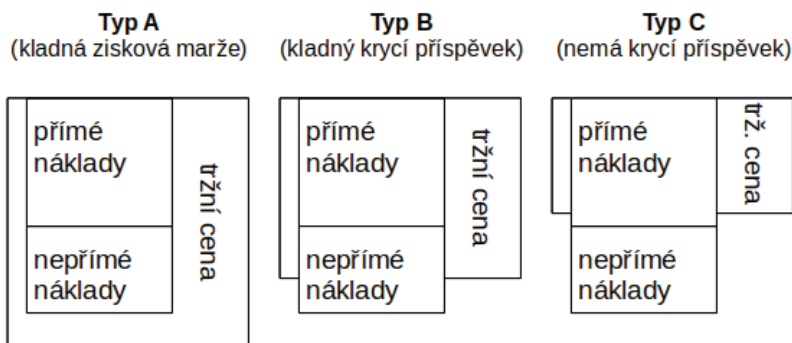 Typ A
(kladná zisková marže)
přímé
náklady
nepřímé
náklady
tržní cena
Typ B
(kladný krycí příspěvek)
přímé
náklady
nepřímé
náklady
tržní cena
Typ C
(nemá krycí příspěvek)
přímé
náklady
nepřímé
náklady
trž. cena